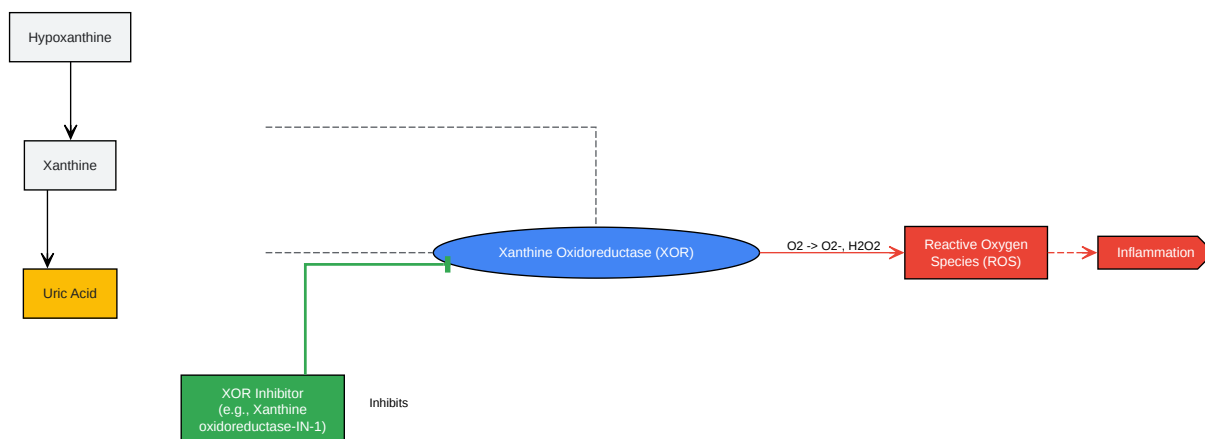 Hypoxanthine
Xanthine
Uric Acid
Xanthine Oxidoreductase (XOR)
O2 -> O2-, H2O2
Reactive Oxygen
Species (ROS)
Inflammation
XOR Inhibitor
(e.g., Xanthine
oxidoreductase-IN-1)
Inhibits